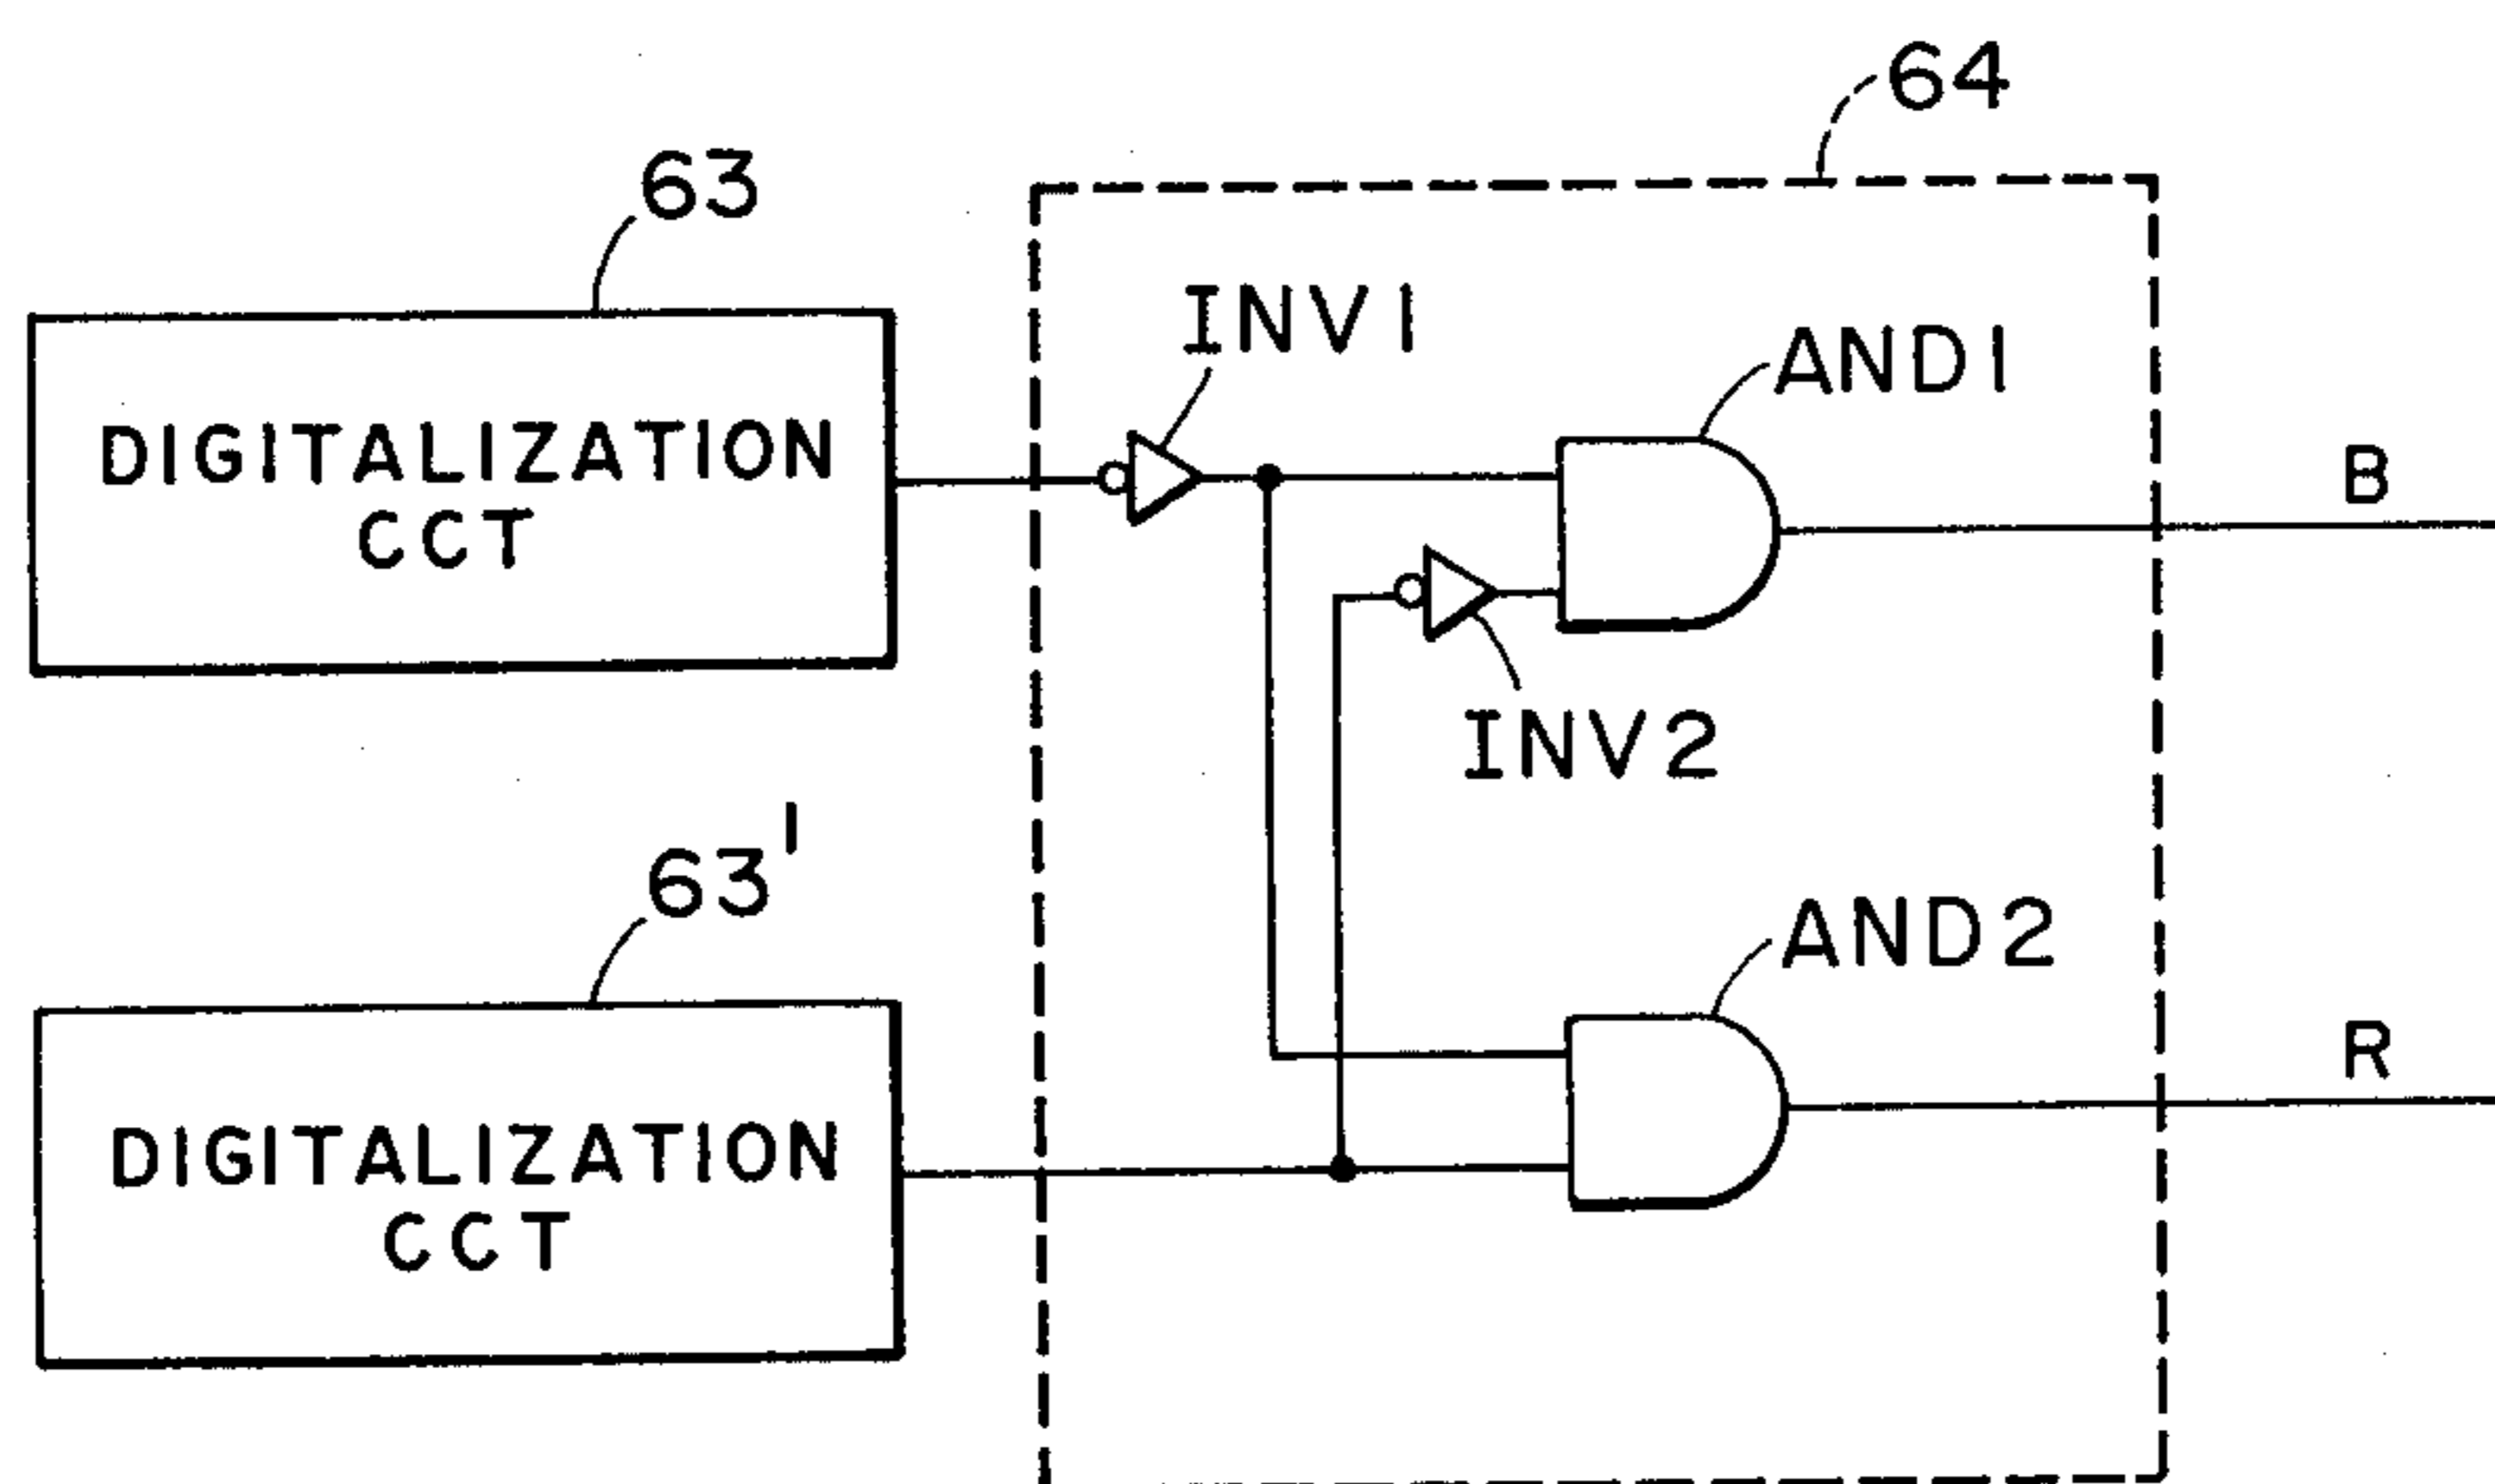 64
63
INV1
AND1
DIGITALIZATION
CCT
B
INV2
63'
AND2
R
DIGITALIZATION
CCT